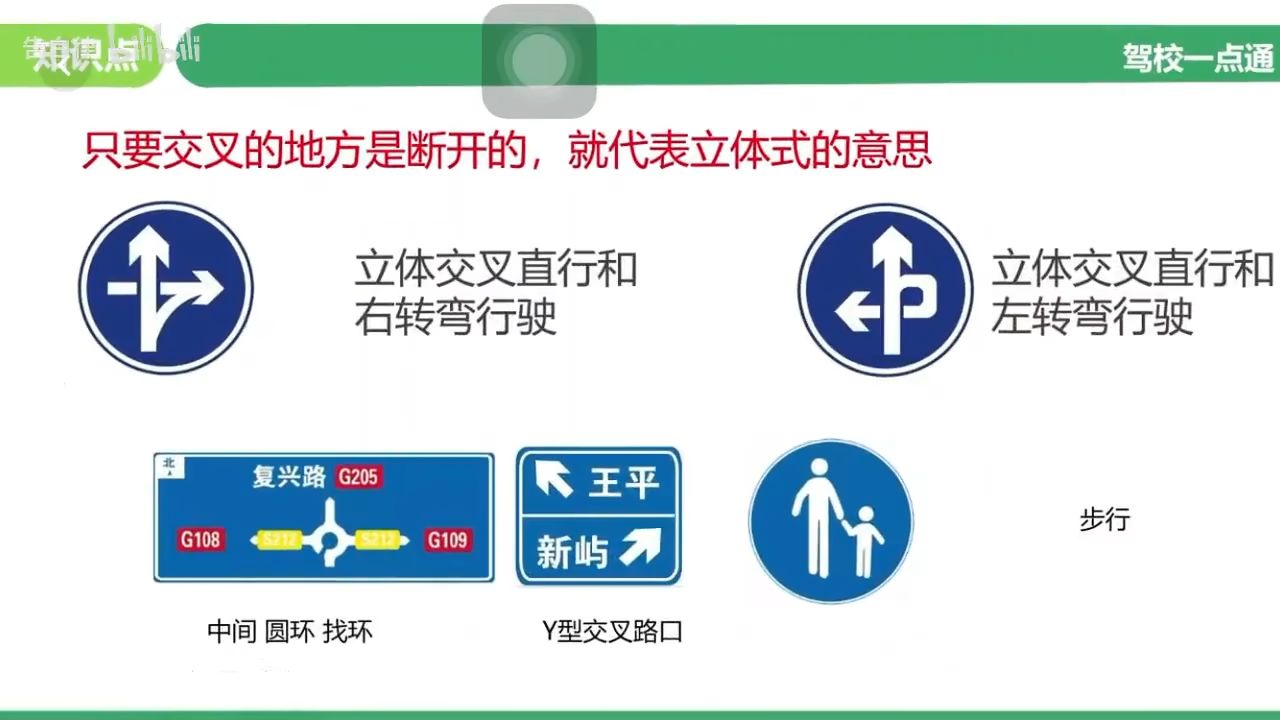 知识点
驾校一点通
只要交叉的地方是断开的，就代表立体式的意思
立体交叉直行和
右转弯行驶
立体交叉直行和
左转弯行驶
北
复兴路 G205
G108 S212 S212 G109
王平
新屿
步行
中间 圆环 找环
Y型交叉路口